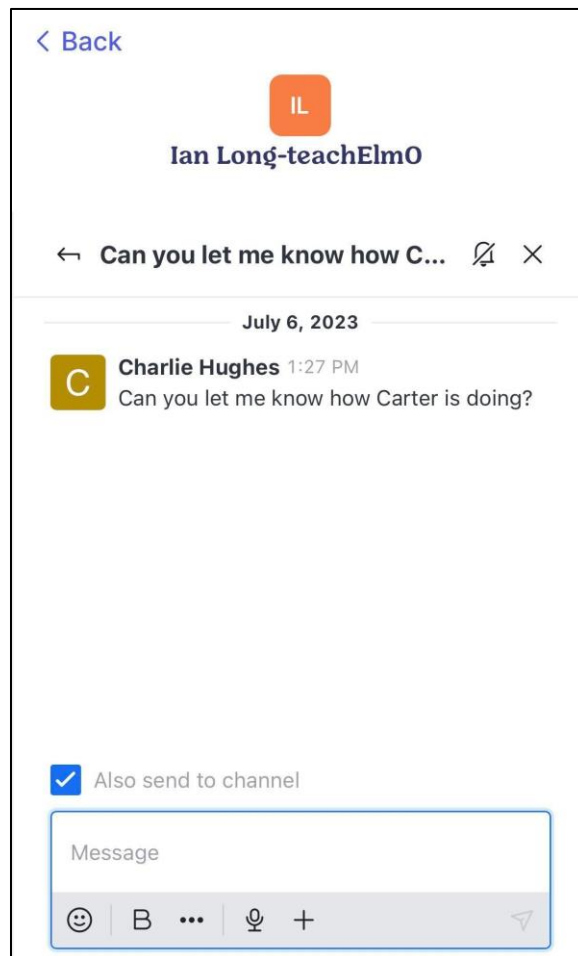 Back
IL
Ian Long-teachElm0
Can you let me know how C...
July 6, 2023
C
Charlie Hughes 1:27 PM
Can you let me know how Carter is doing?
Also send to channel
Message
B